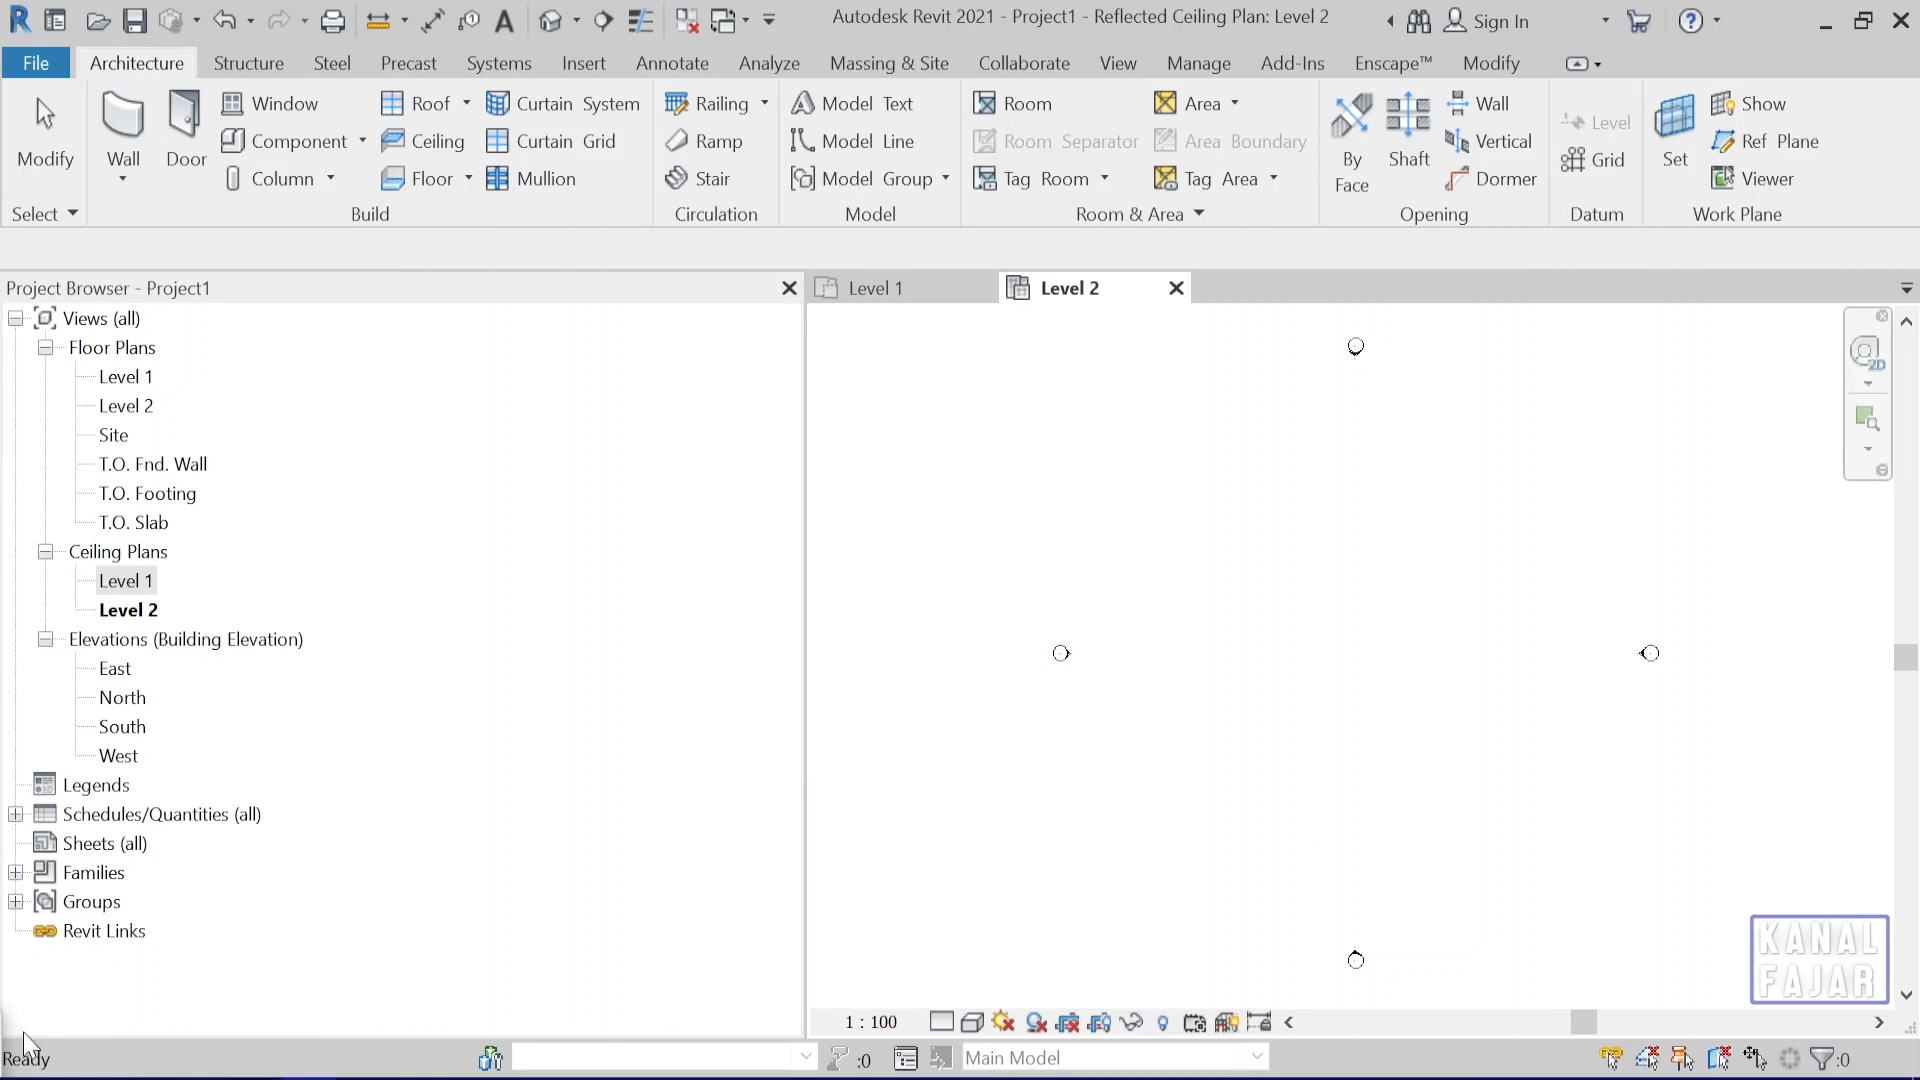 Autodesk Revit 2021 - Project1 - Reflected Ceiling Plan: Level 2
Sign In
File Architecture Structure Steel Precast Systems Insert Annotate Analyze Massing & Site Collaborate View Manage Add-Ins Enscape™ Modify
Modify
Select
Wall
Door
Window
Component
Column
Roof
Ceiling
Floor
Curtain System
Curtain Grid
Mullion
Build
Railing
Ramp
Stair
Circulation
Model Text
Model Line
Model Group
Model
Room
Room Separator
Tag Room
Area
Area Boundary
Tag Area
Room & Area
By Face
Shaft
Wall
Vertical
Dormer
Opening
Level
Grid
Datum
Set
Show
Ref Plane
Viewer
Work Plane
Project Browser - Project1
Level 1
Level 2
Views (all)
Floor Plans
Level 1
Level 2
Site
T.O. Fnd. Wall
T.O. Footing
T.O. Slab
Ceiling Plans
Level 1
Level 2
Elevations (Building Elevation)
East
North
South
West
Legends
Schedules/Quantities (all)
Sheets (all)
Families
Groups
Revit Links
2D
KANAL
FAJAR
1 : 100
Ready
:0
Main Model
:0